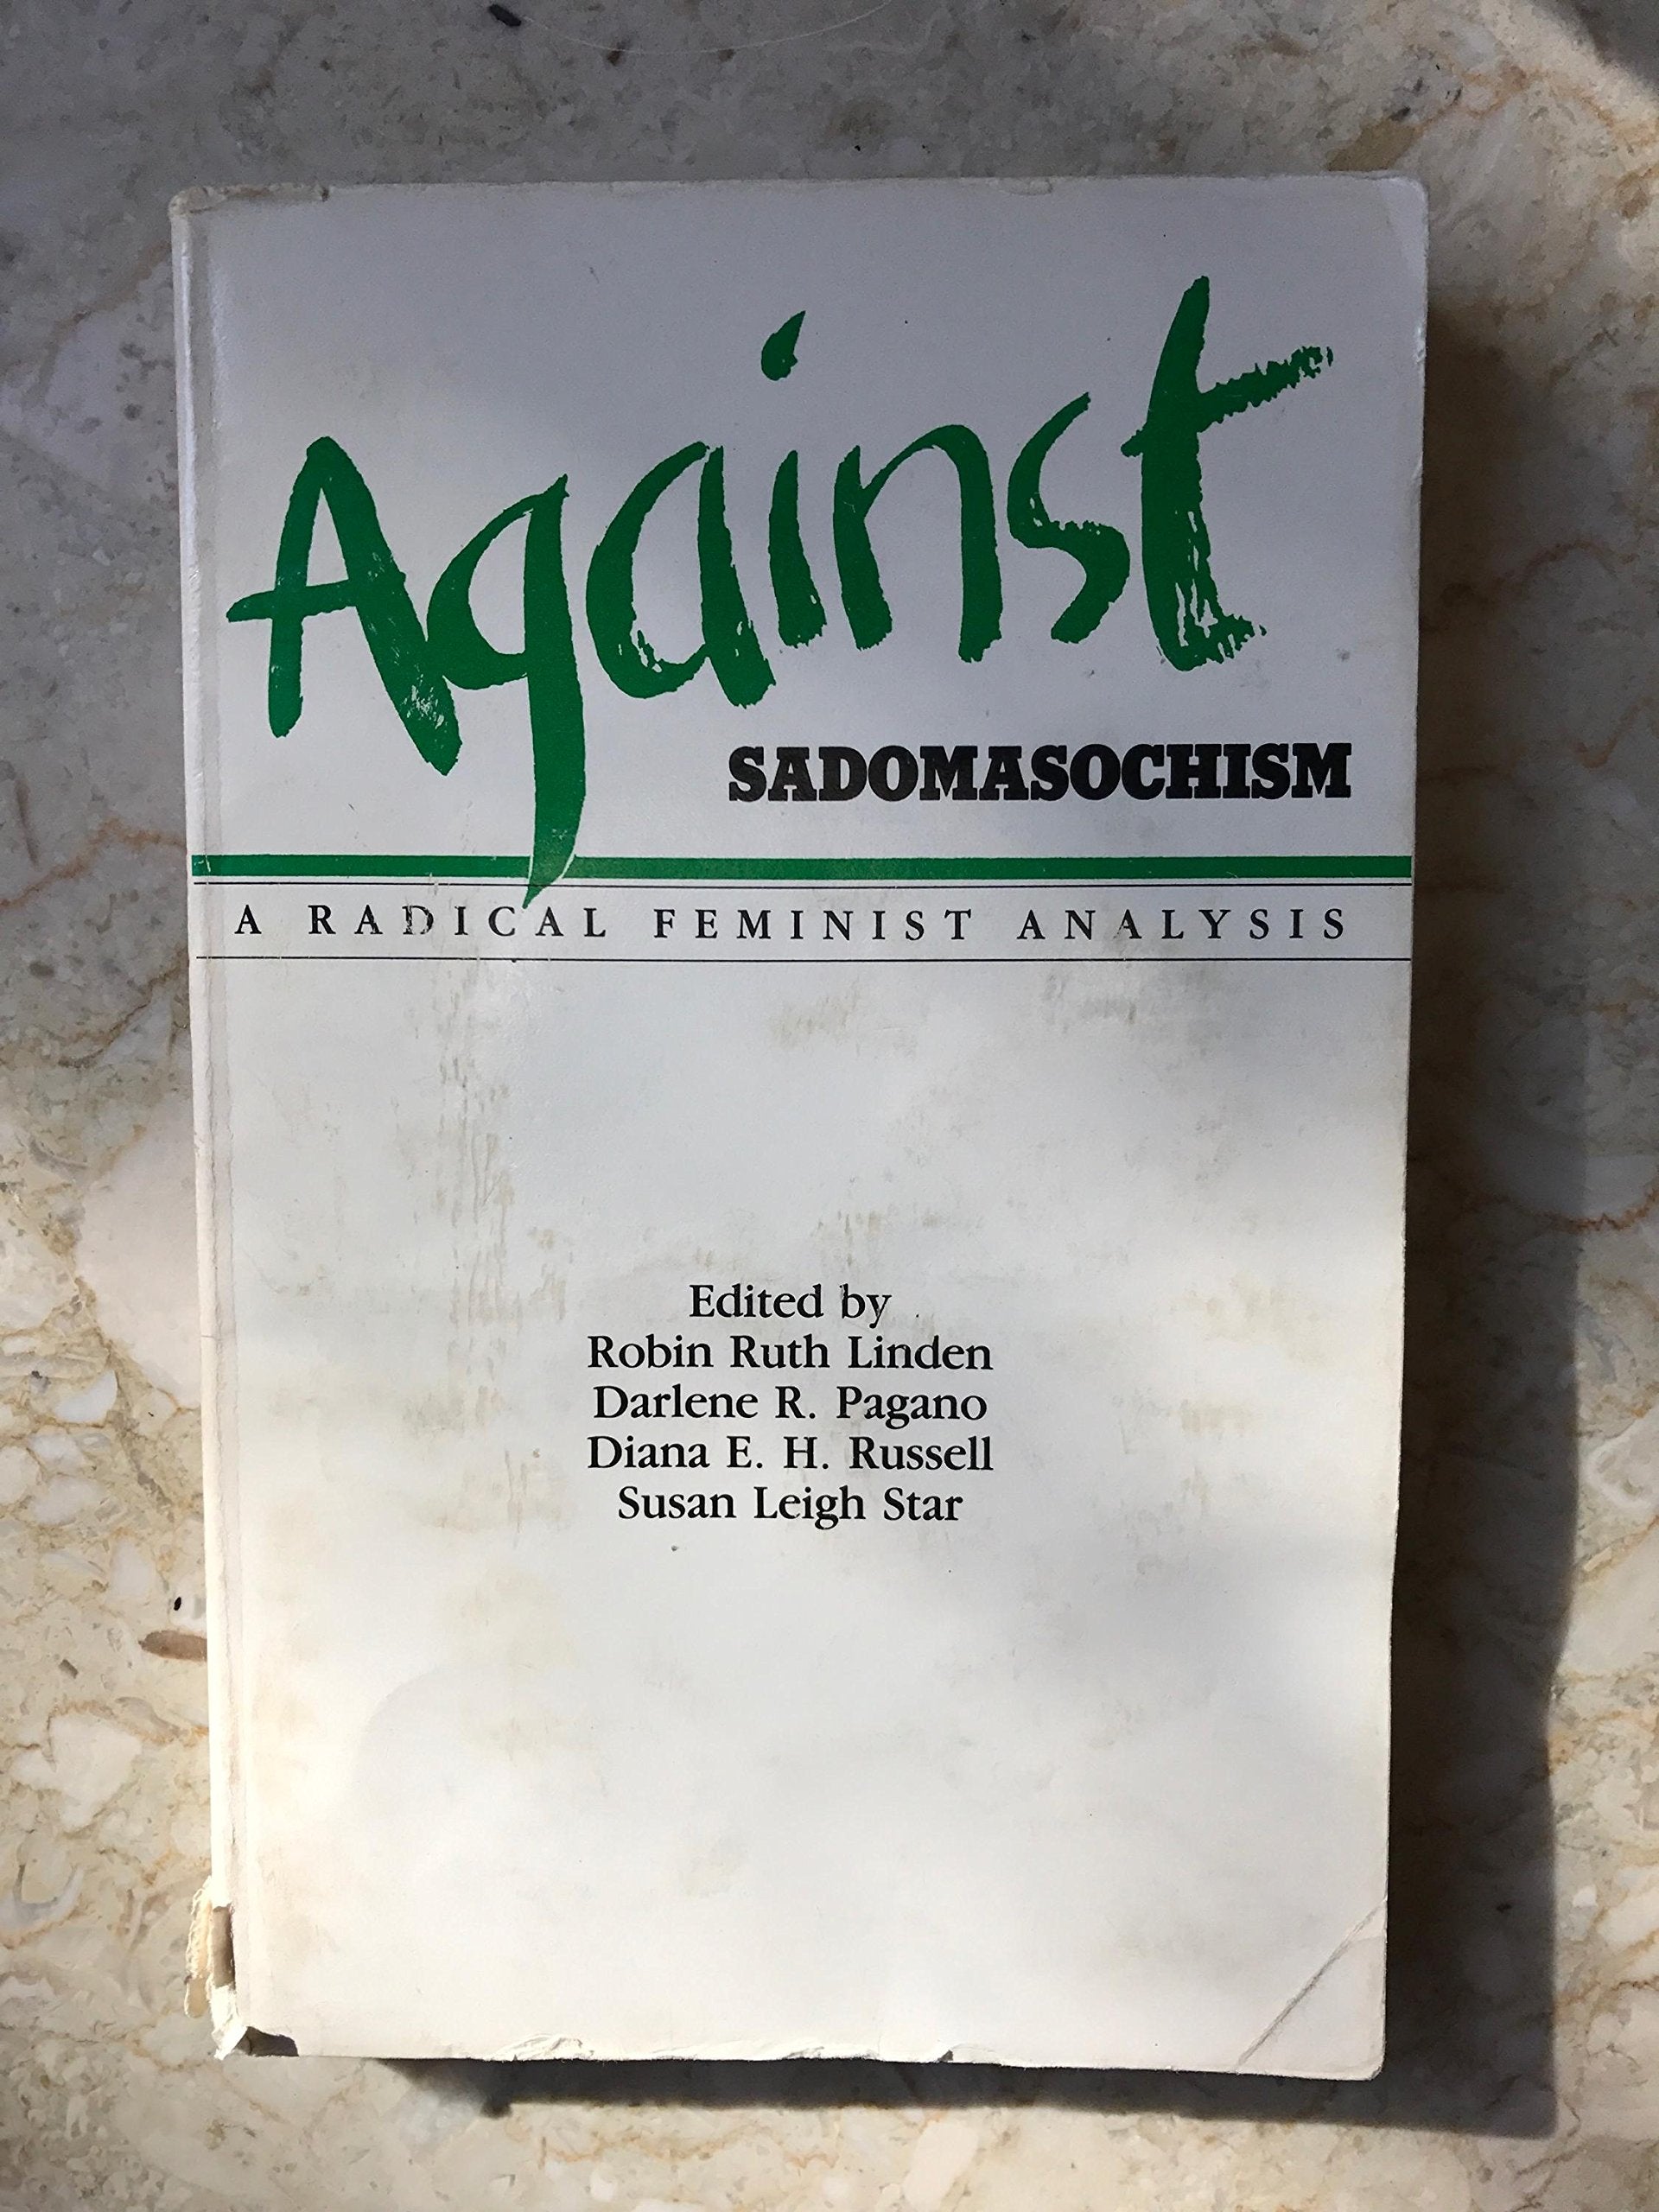 Against
SADOMASOCHISM
A RADICAL FEMINIST ANALYSIS
Edited by
Robin Ruth Linden
Darlene R. Pagano
Diana E. H. Russell
Susan Leigh Star